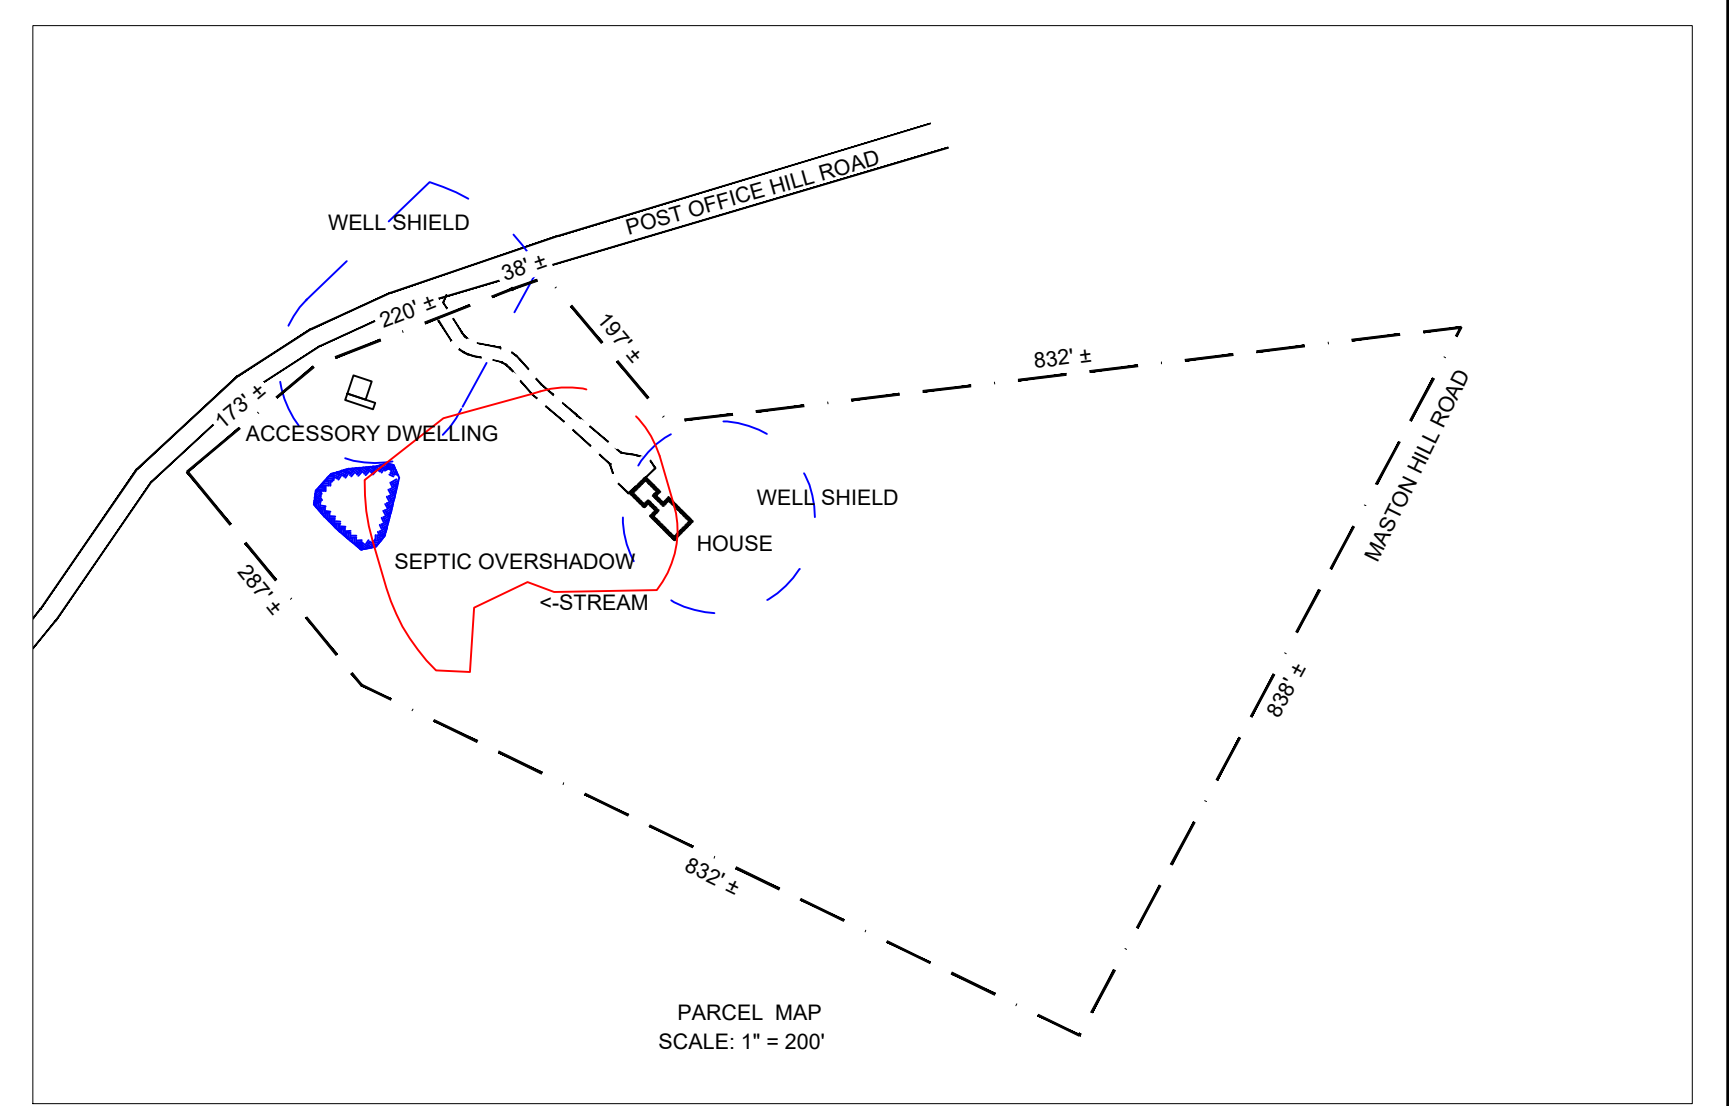 POST OFFICE HILL ROAD
WELL SHIELD
38' ±
220' ±
197' ±
832' ±
173' ±
ACCESSORY DWELLING
MASTON HILL ROAD
WELL SHIELD
HOUSE
SEPTIC OVERSHADOW
287' ±
<-STREAM
838' ±
832' ±
PARCEL MAP
SCALE: 1" = 200'